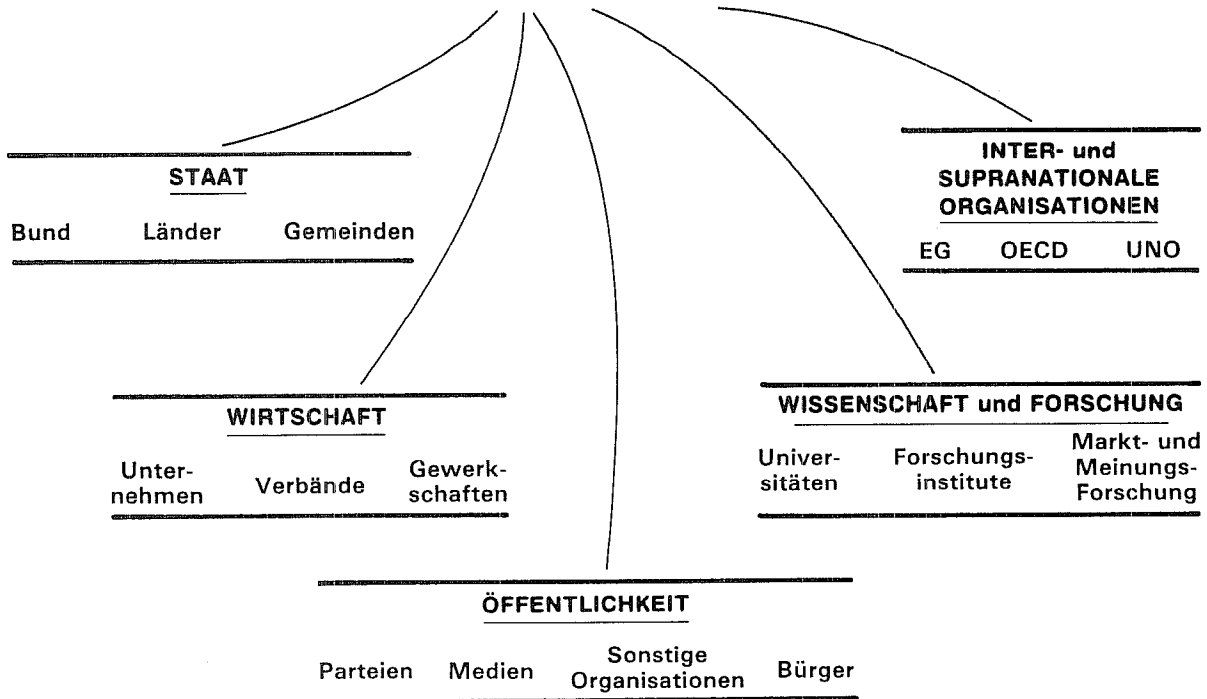 STAAT
Bund Länder Gemeinden
INTER- und
SUPRANATIONALE
ORGANISATIONEN
EG OECD UNO
WIRTSCHAFT
Unter-
nehmen
Verbände
Gewerk-
schaften
WISSENSCHAFT und FORSCHUNG
Univer-
sitäten
Forschungs-
institute
Markt- und
Meinungs-
Forschung
ÖFFENTLICHKEIT
Parteien
Medien
Sonstige
Organisationen
Bürger